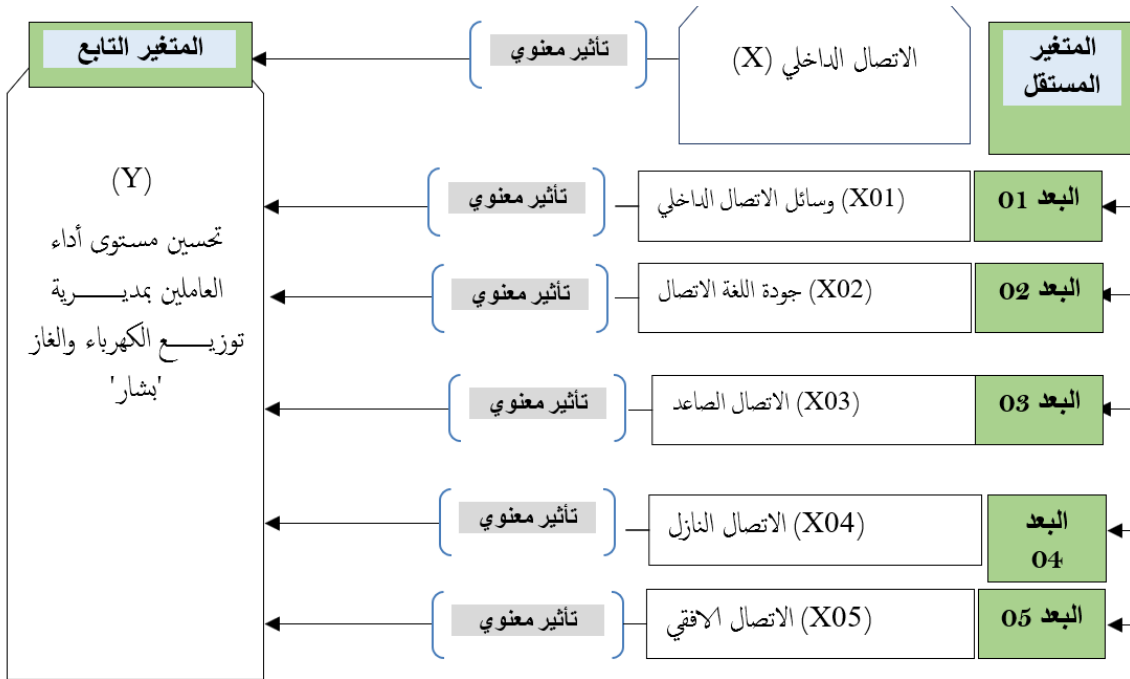 المتغير
المستقل
الاتصال الداخلي (X)
تأثير معنوي
المتغير التابع
(Y)
تحسين مستوى أداء
العاملين بمديــــرية
توزيــــع الكهرباء والغاز
'بشار'
البعد 01
(X01) وسائل الاتصال الداخلي
تأثير معنوي
البعد 02
(X02) جودة اللغة الاتصال
تأثير معنوي
البعد 03
(X03) الاتصال الصاعد
تأثير معنوي
البعد
04
(X04) الاتصال النازل
تأثير معنوي
البعد 05
(X05) الاتصال الافقي
تأثير معنوي